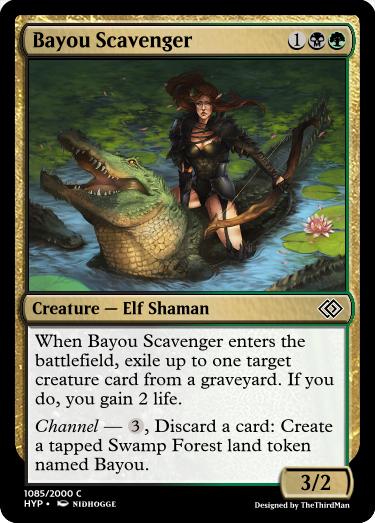 Bayou Scavenger 1
Creature — Elf Shaman
When Bayou Scavenger enters the
battlefield, exile up to one target
creature card from a graveyard. If you
do, you gain 2 life.
Channel — 3, Discard a card: Create
a tapped Swamp Forest land token
named Bayou.
3/2
1085/2000 C
HYP • NIDHOGGE
Designed by TheThirdMan